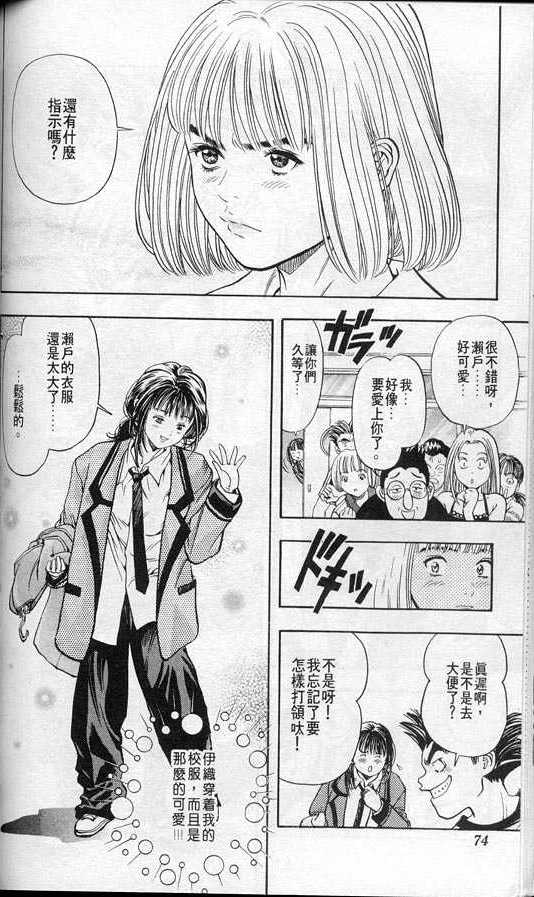 還有什麼
指示嗎？
很不錯呀，
瀨戶……
好可愛…
我…
好像…
要愛上你了。
ガラッ
讓你們
久等了…
ドキッ
真遲啊，
是不是去
大便了？
不是呀！
我忘記了要
怎樣打領呔！
瀨戶的衣服
還是太大了……
…鬆鬆的。
伊織穿着我的
校服，而且是
那麼的可愛!!!
74